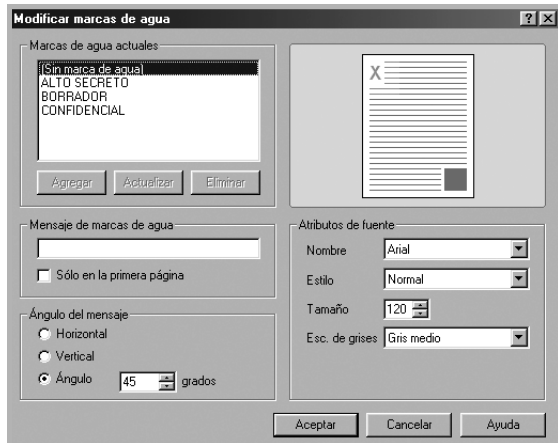 Modificar marcas de agua
Marcas de agua actuales
(Sin marca de agua)
ALTO SECRETO
BORRADOR
CONFIDENCIAL
Agregar Actualizar Eliminar
X
Mensaje de marcas de agua
Sólo en la primera página
Ángulo del mensaje
Horizontal
Vertical
Ángulo 45 grados
Atributos de fuente
Nombre Arial
Estilo Normal
Tamaño 120
Esc. de grises Gris medio
Aceptar Cancelar Ayuda